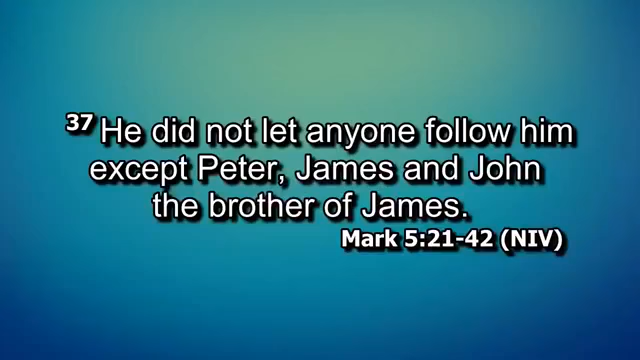 37 He did not let anyone follow him
except Peter, James and John
the brother of James.
Mark 5:21-42 (NIV)